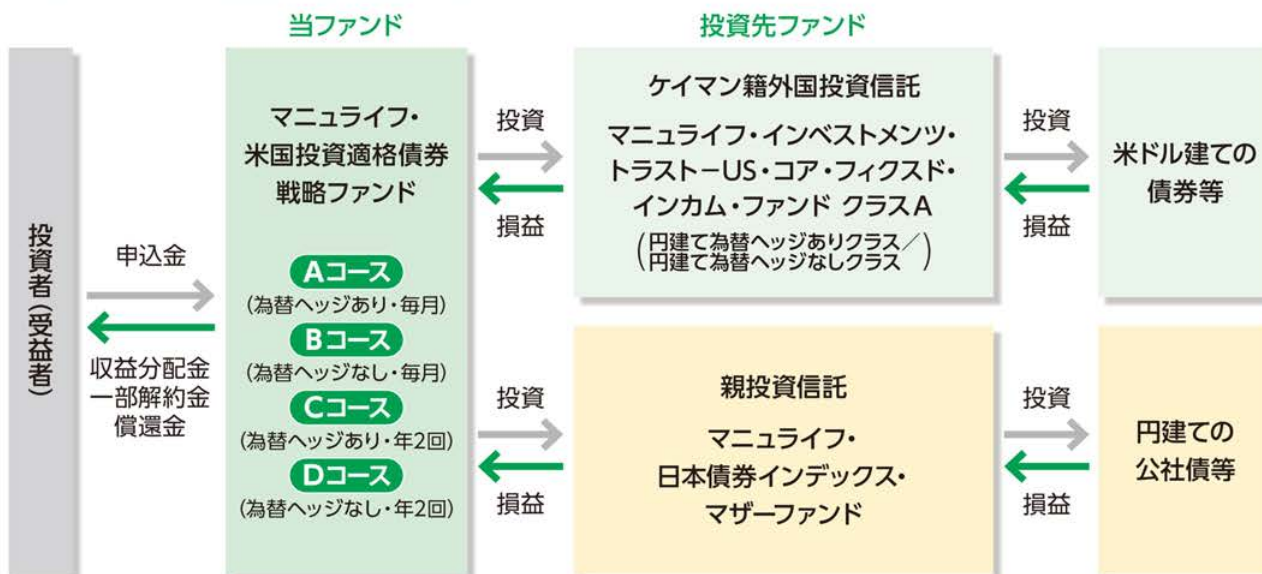 当ファンド
投資先ファンド
投資者(受益者)
申込金
収益分配金
一部解約金
償還金
マニュライフ・
米国投資適格債券
戦略ファンド
Aコース
(為替ヘッジあり・毎月)
Bコース
(為替ヘッジなし・毎月)
Cコース
(為替ヘッジあり・年2回)
Dコース
(為替ヘッジなし・年2回)
投資
損益
ケイマン籍外国投資信託
マニュライフ・インベストメンツ・
トラスト－US・コア・フィクスド・
インカム・ファンド クラスA
(円建て為替ヘッジありクラス／
円建て為替ヘッジなしクラス)
投資
損益
米ドル建ての
債券等
投資
損益
親投資信託
マニュライフ・
日本債券インデックス・
マザーファンド
投資
損益
円建ての
公社債等